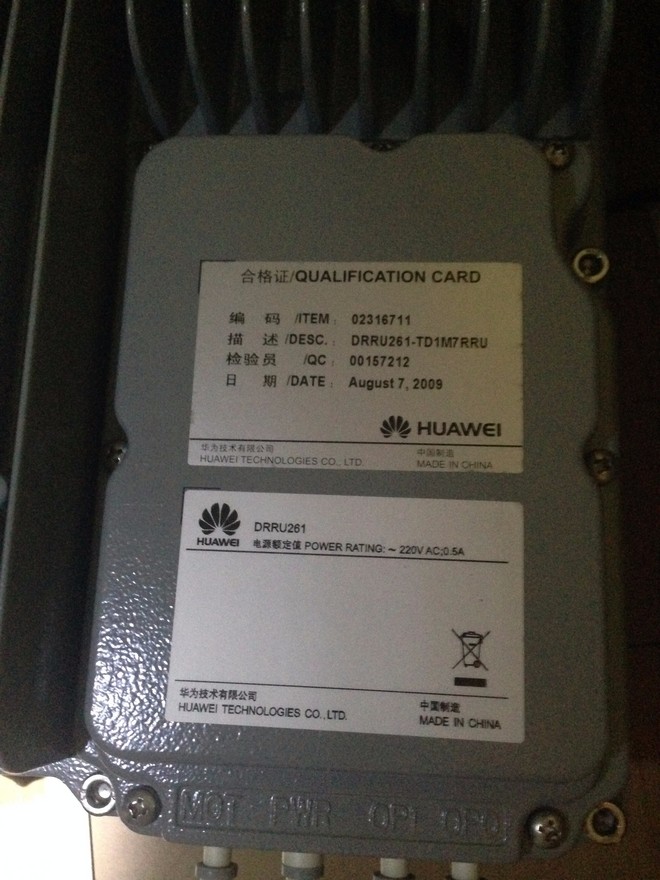 合格证/QUALIFICATION CARD
编 码 /ITEM： 02316711
描 述 /DESC.： DRRU261-TD1M7RRU
检验员 /QC： 00157212
日 期 /DATE： August 7, 2009
HUAWEI
华为技术有限公司 中国制造
HUAWEI TECHNOLOGIES CO., LTD. MADE IN CHINA
HUAWEI
DRRU261
电源额定值 POWER RATING: ~ 220V AC;0.5A
华为技术有限公司 中国制造
HUAWEI TECHNOLOGIES CO., LTD. MADE IN CHINA
MOT PWR OPI OPO